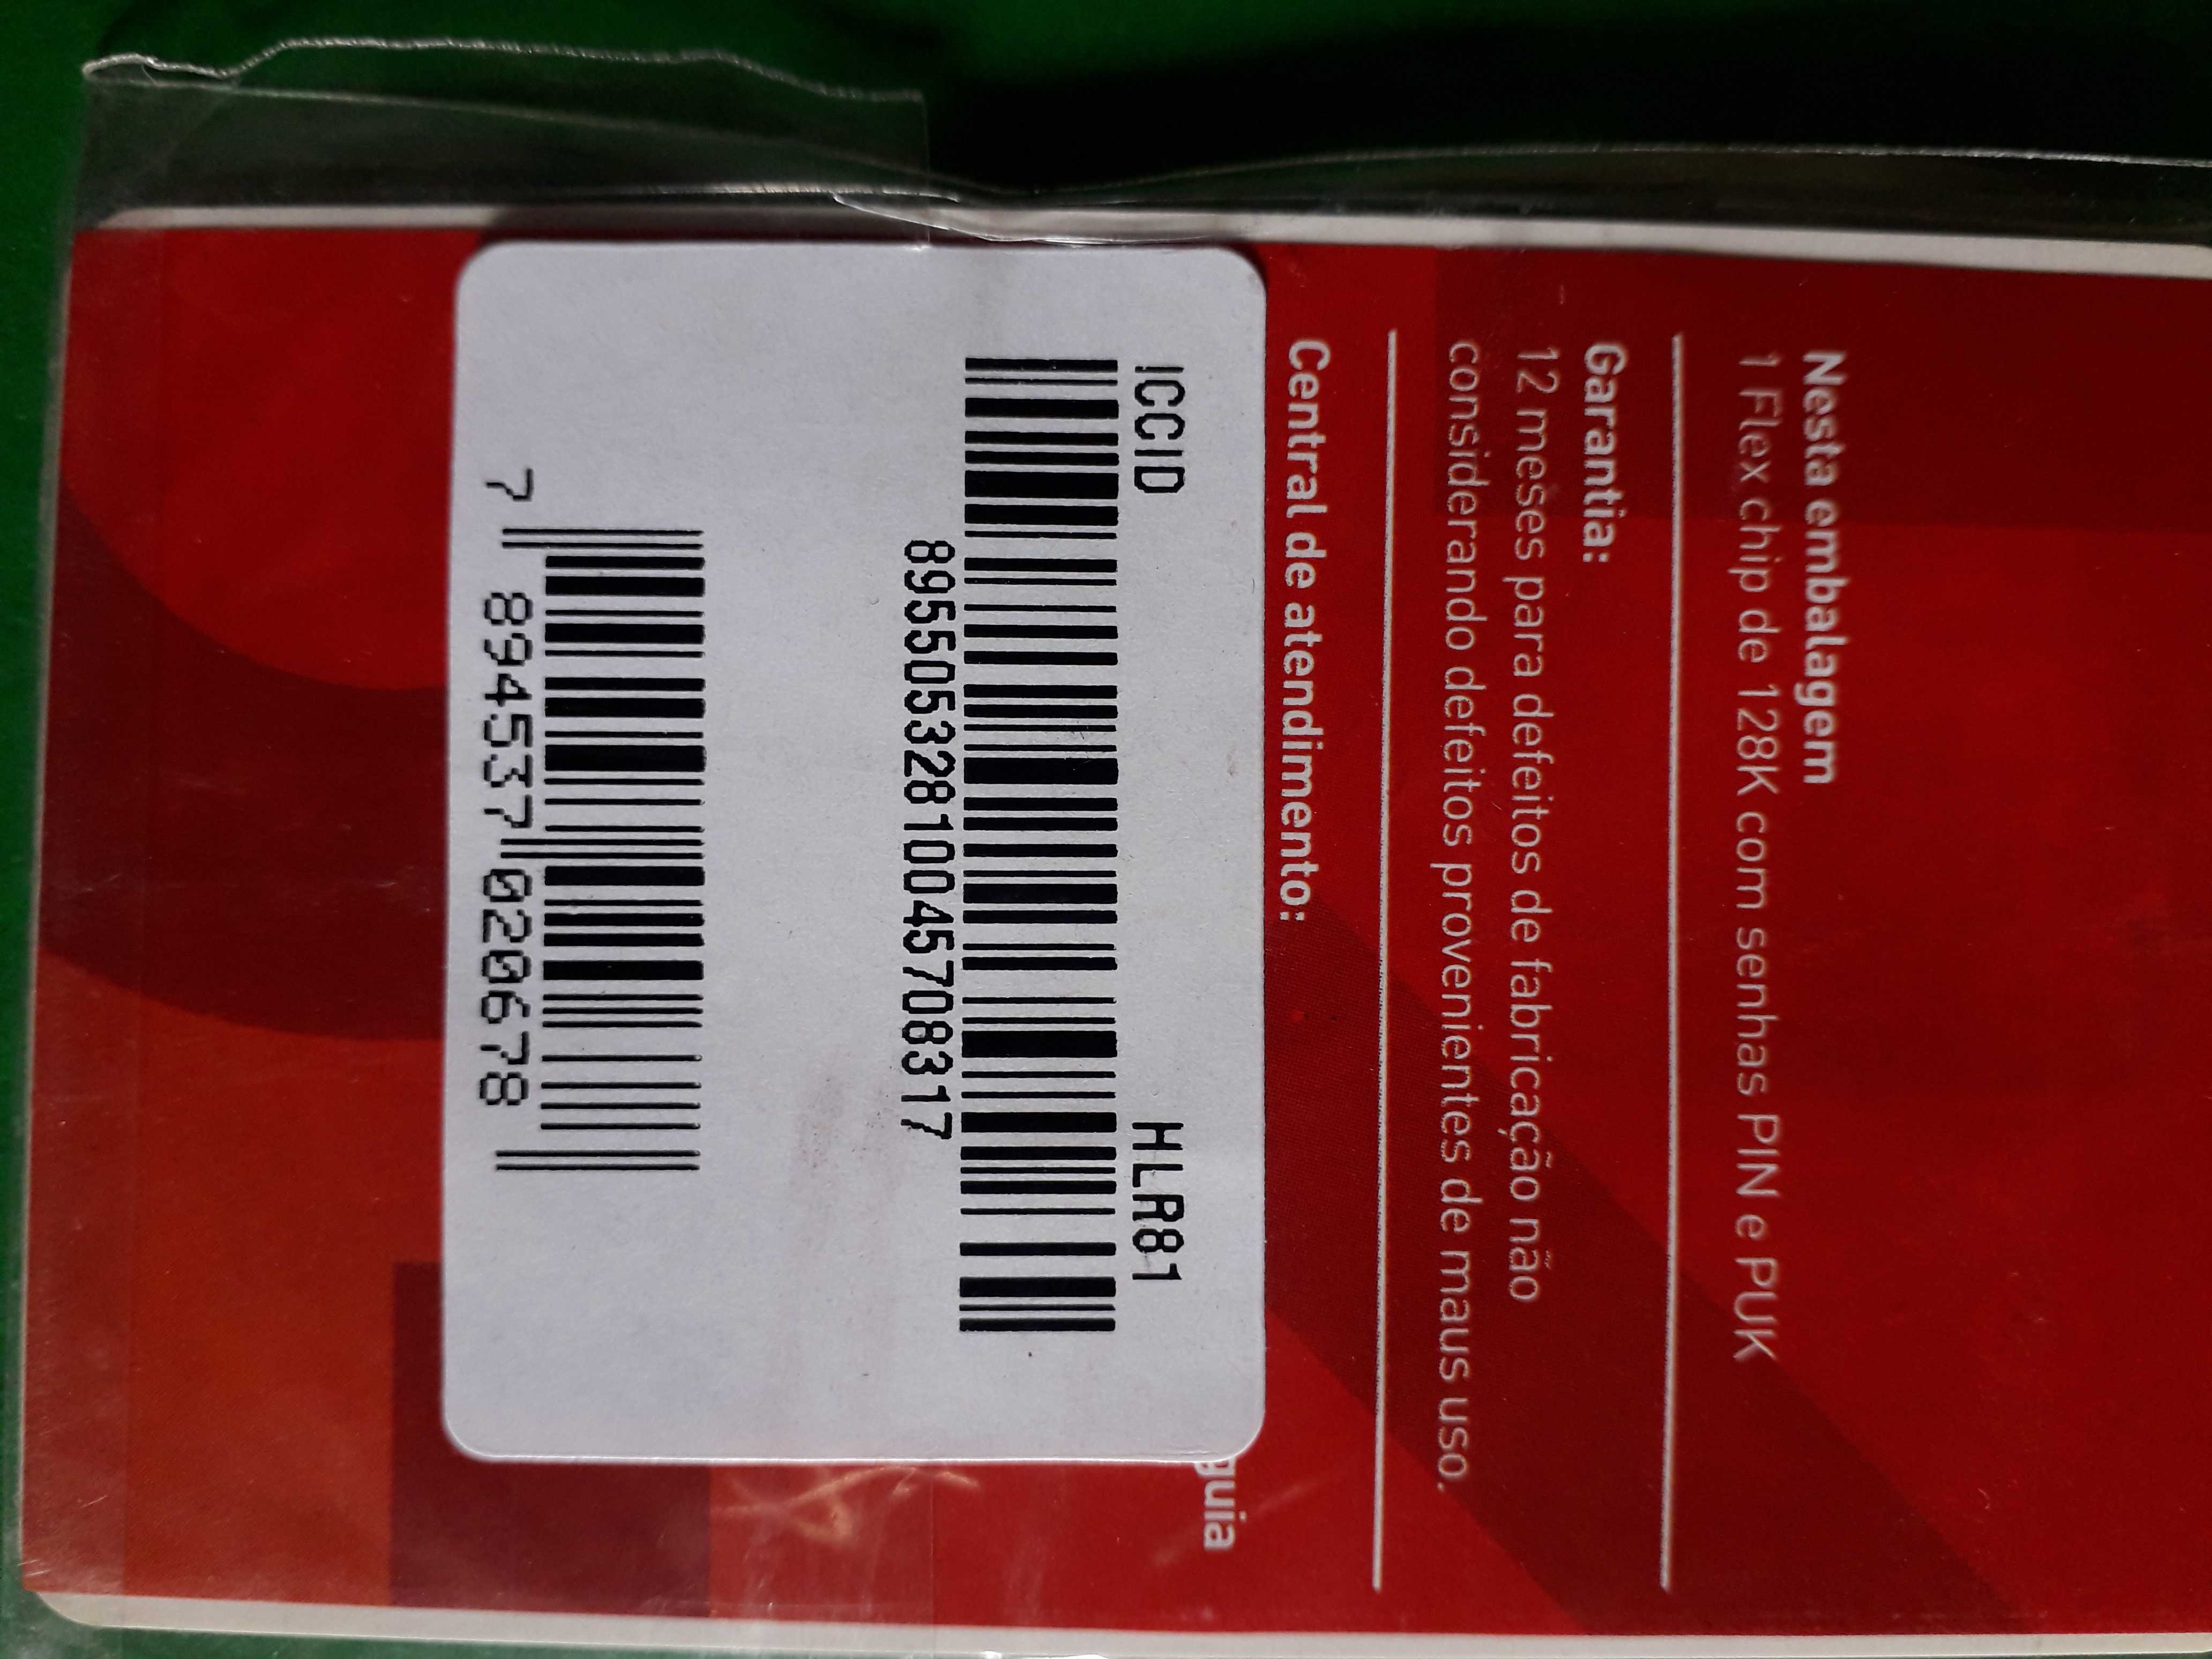 Nesta embalagem
1 Flex chip de 128K com senhas PIN e PUK
Garantia:
12 meses para defeitos de fabricação não
considerando defeitos provenientes de maus uso.
Central de atendimento:
guia
ICCID HLR81
89550532810045708317
7 894537 020678